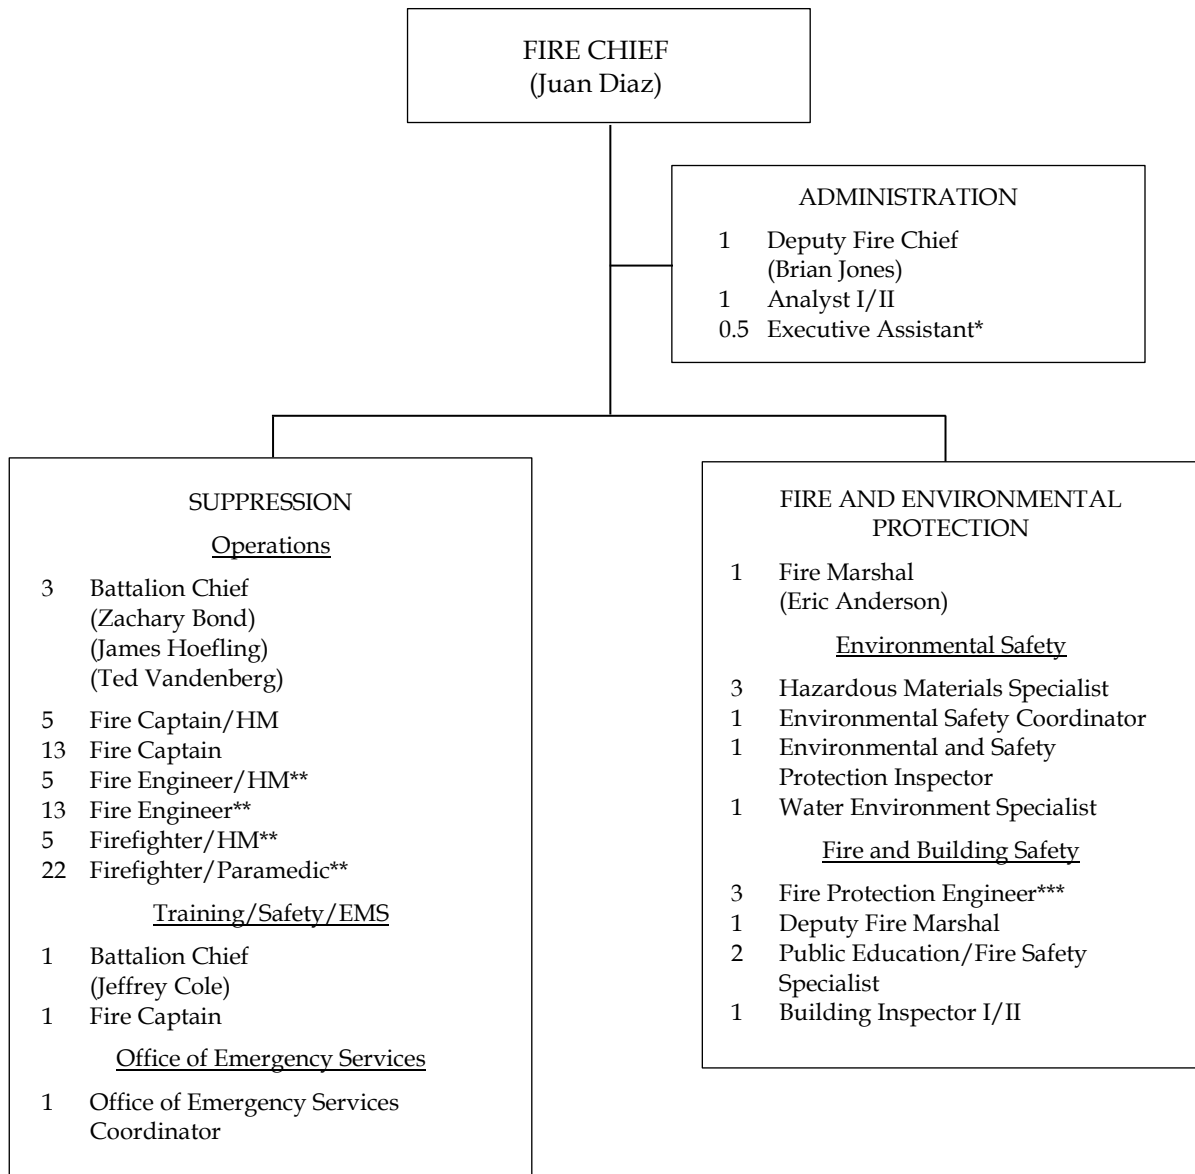 FIRE CHIEF
(Juan Diaz)
ADMINISTRATION
1 Deputy Fire Chief
(Brian Jones)
1 Analyst I/II
0.5 Executive Assistant*
SUPPRESSION
Operations
3 Battalion Chief
(Zachary Bond)
(James Hoefling)
(Ted Vandenberg)
5 Fire Captain/HM
13 Fire Captain
5 Fire Engineer/HM**
13 Fire Engineer**
5 Firefighter/HM**
22 Firefighter/Paramedic**
Training/Safety/EMS
1 Battalion Chief
(Jeffrey Cole)
1 Fire Captain
Office of Emergency Services
1 Office of Emergency Services
Coordinator
FIRE AND ENVIRONMENTAL
PROTECTION
1 Fire Marshal
(Eric Anderson)
Environmental Safety
3 Hazardous Materials Specialist
1 Environmental Safety Coordinator
1 Environmental and Safety
Protection Inspector
1 Water Environment Specialist
Fire and Building Safety
3 Fire Protection Engineer***
1 Deputy Fire Marshal
2 Public Education/Fire Safety
Specialist
1 Building Inspector I/II